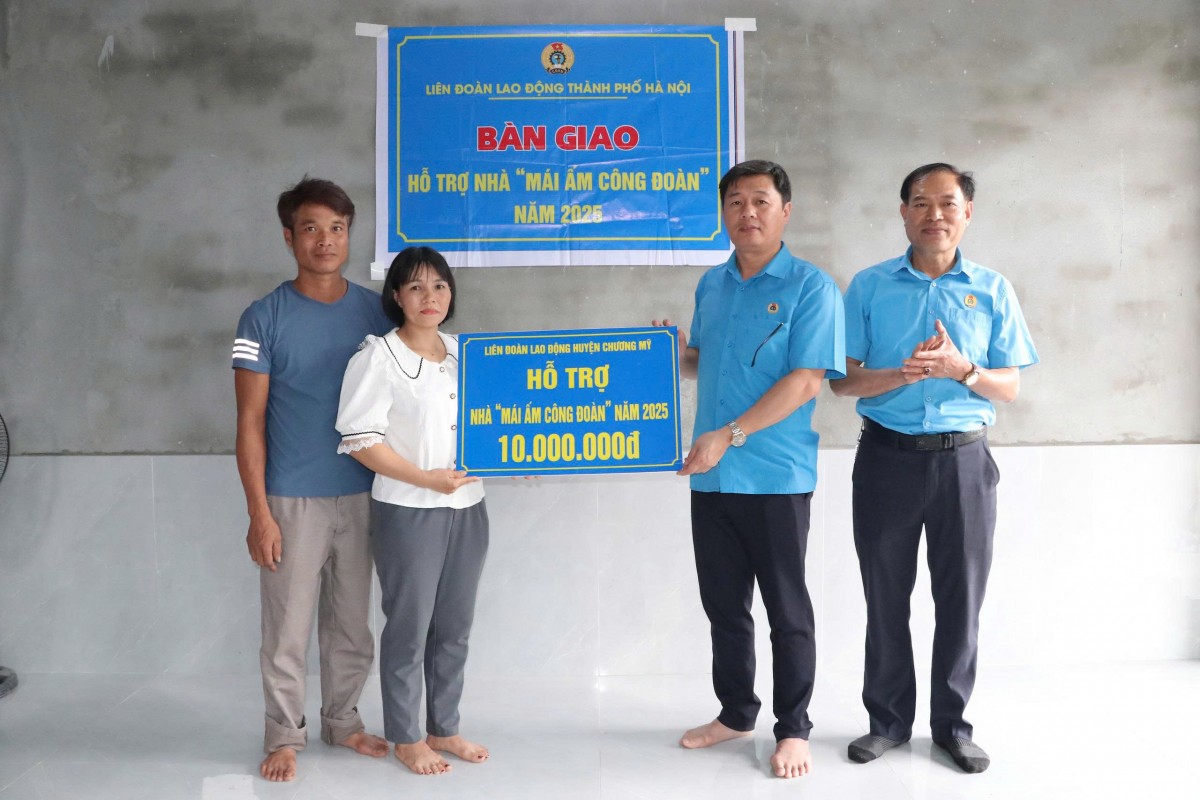 LIÊN ĐOÀN LAO ĐỘNG THÀNH PHỐ HÀ NỘI
BÀN GIAO
HỖ TRỢ NHÀ “MÁI ẤM CÔNG ĐOÀN”
NĂM 2025
LIÊN ĐOÀN LAO ĐỘNG HUYỆN CHƯƠNG MỸ
HỖ TRỢ
NHÀ “MÁI ẤM CÔNG ĐOÀN” NĂM 2025
10.000.000đ